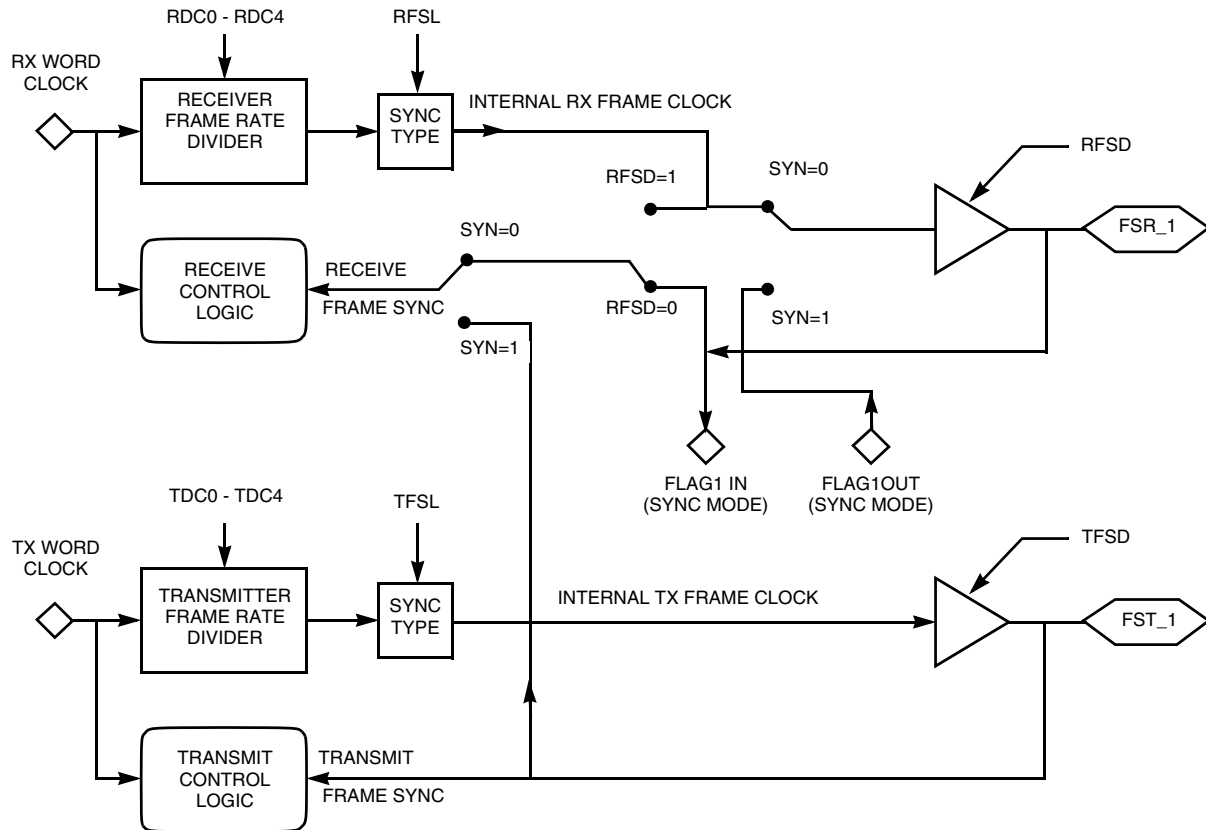 RDC0 - RDC4
RFSL
RX WORD
CLOCK
RECEIVER
FRAME RATE
DIVIDER
SYNC
TYPE
INTERNAL RX FRAME CLOCK
RFSD=1
SYN=0
RFSD
FSR_1
RECEIVE
CONTROL
LOGIC
RECEIVE
FRAME SYNC
SYN=0
SYN=1
RFSD=0
SYN=1
FLAG1 IN
(SYNC MODE)
FLAG1OUT
(SYNC MODE)
TDC0 - TDC4
TFSL
TX WORD
CLOCK
TRANSMITTER
FRAME RATE
DIVIDER
SYNC
TYPE
INTERNAL TX FRAME CLOCK
TFSD
FST_1
TRANSMIT
CONTROL
LOGIC
TRANSMIT
FRAME SYNC